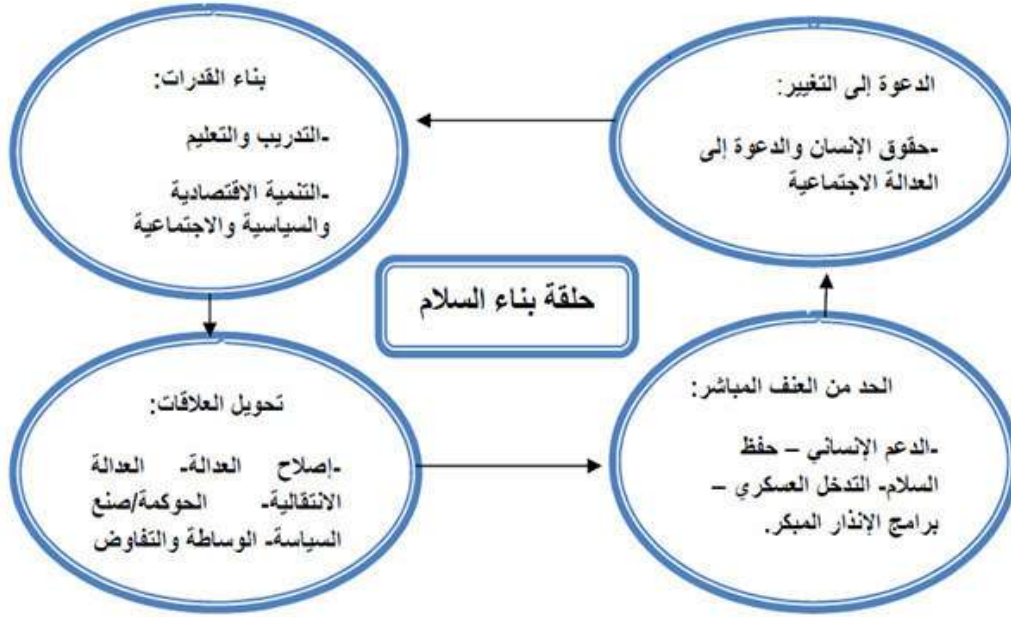 الدعوة إلى التغيير:
-حقوق الإنسان والدعوة إلى
العدالة الاجتماعية
بناء القدرات:
-التدريب والتعليم
-التنمية الاقتصادية
والسياسية والاجتماعية
حلقة بناء السلام
الحد من العنف المباشر:
-الدعم الإنساني – حفظ
السلام- التدخل العسكري –
برامج الإنذار المبكر.
تحويل العلاقات:
-إصلاح العدالة- العدالة
الانتقالية- الحوكمة/صنع
السياسة- الوساطة والتفاوض